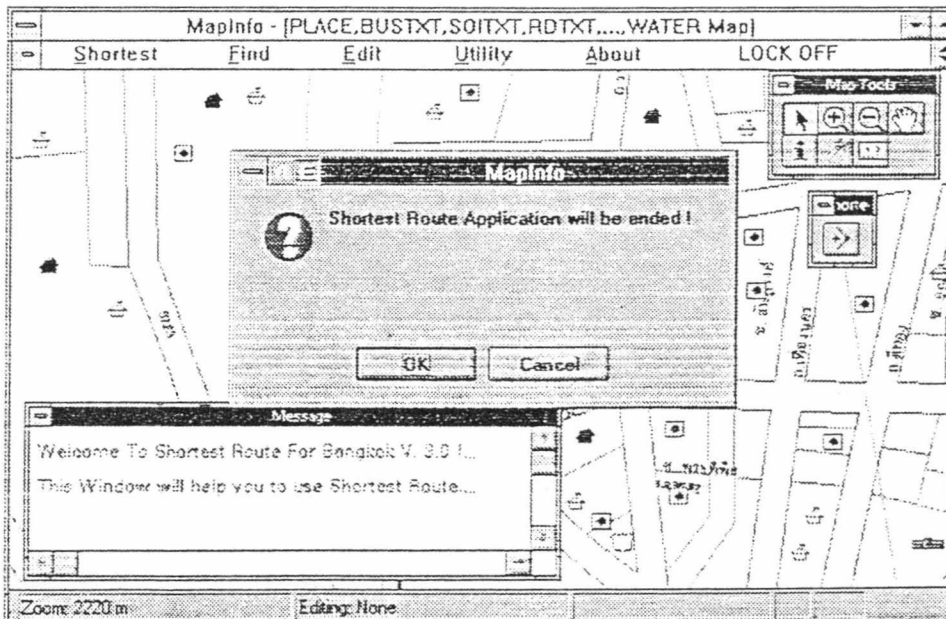 MapInfo - [PLACE,BUSTXT,SOITXT,RDTXT,...,WATER Map]
Shortest Find Edit Utility About LOCK OFF
Map Tools
MapInfo
Shortest Route Application will be ended !
OK Cancel
Message
Welcome To Shortest Route For Bangkok V. 3.0 !...
This Window will help you to use Shortest Route....
Zoom: 2220 m Editing: None